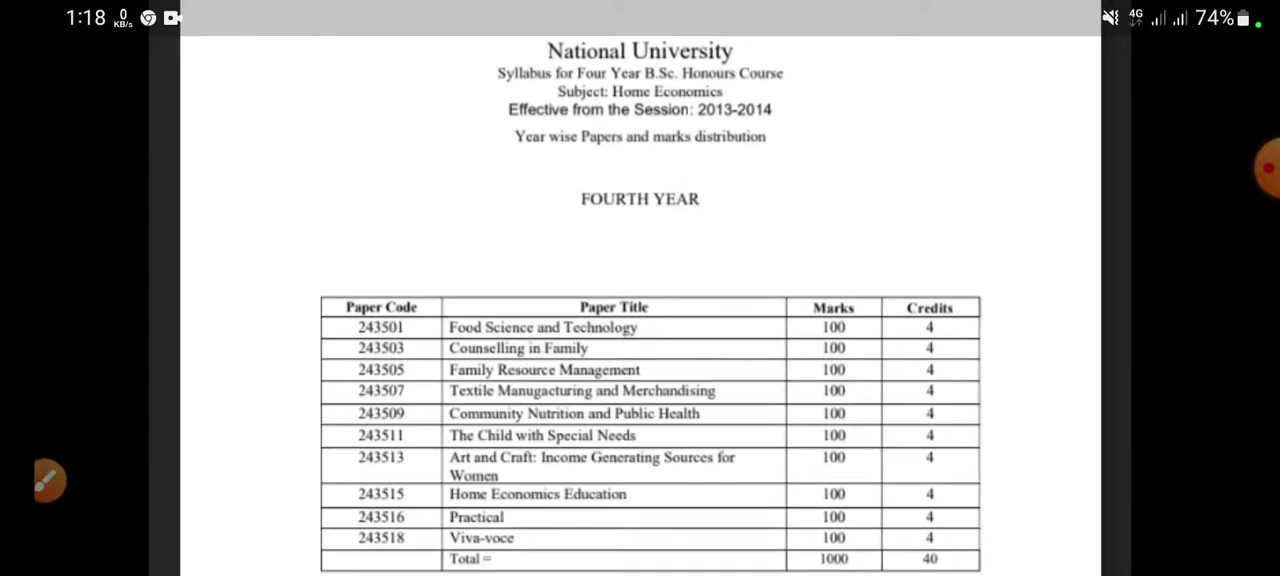 1:18 0 KB/s 4G 74%
National University
Syllabus for Four Year B.Sc. Honours Course
Subject: Home Economics
Effective from the Session: 2013-2014
Year wise Papers and marks distribution
FOURTH YEAR
Paper Code Paper Title Marks Credits
243501 Food Science and Technology 100 4
243503 Counselling in Family 100 4
243505 Family Resource Management 100 4
243507 Textile Manugacturing and Merchandising 100 4
243509 Community Nutrition and Public Health 100 4
243511 The Child with Special Needs 100 4
243513 Art and Craft: Income Generating Sources for 100 4
Women
243515 Home Economics Education 100 4
243516 Practical 100 4
243518 Viva-voce 100 4
Total = 1000 40